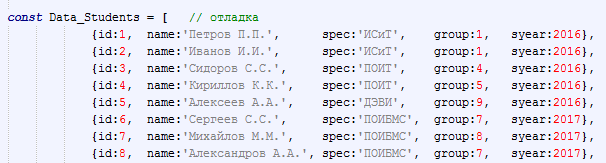 const Data_Students = [ // отладка
{id:1, name:'Петров П.П.', spec:'ИСиТ', group:1, syear:2016},
{id:2, name:'Иванов И.И.', spec:'ИСиТ', group:1, syear:2016},
{id:3, name:'Сидоров С.С.', spec:'ПОИТ', group:4, syear:2016},
{id:4, name:'Кириллов К.К.', spec:'ПОИТ', group:5, syear:2016},
{id:5, name:'Алексеев А.А.', spec:'ДЭВИ', group:9, syear:2016},
{id:6, name:'Сергеев С.С.', spec:'ПОИБМС', group:7, syear:2017},
{id:7, name:'Михайлов М.М.', spec:'ПОИБМС', group:8, syear:2017},
{id:8, name:'Александров А.А.', spec:'ПОИБМС', group:7, syear:2017},